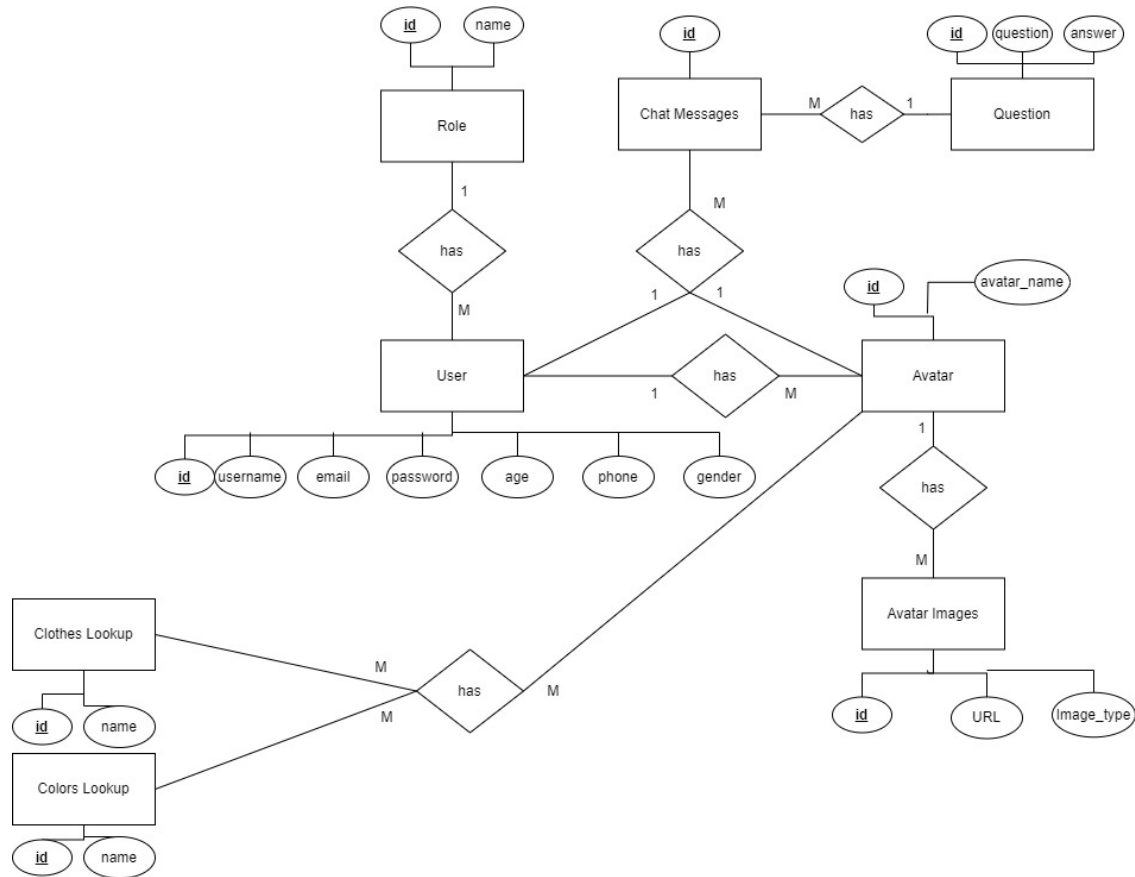 id
name
id
id
question
answer
Role
Chat Messages
M
has
1
Question
1
M
has
has
id
avatar_name
M
1
1
User
has
Avatar
1
M
1
id
username
email
password
age
phone
gender
has
M
Avatar Images
Clothes Lookup
M
has
M
M
id
name
id
URL
Image_type
Colors Lookup
id
name